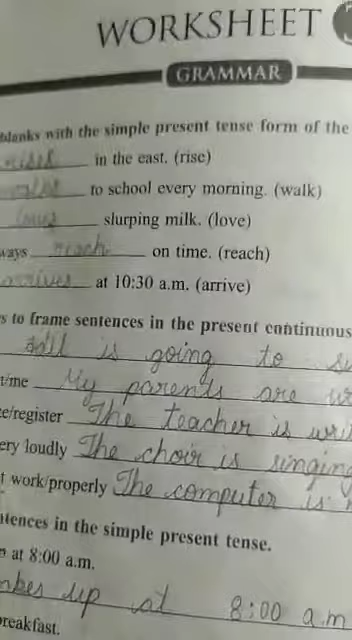 WORKSHEET
GRAMMAR
blanks with the simple present tense form of the
in the east. (rise)
to school every morning. (walk)
slurping milk. (love)
ways reach on time. (reach)
arrives at 10:30 a.m. (arrive)
s to frame sentences in the present continuous
is going to
t/me My parents are
e/register The teacher is wri
ery loudly The choir is singing
t work/properly The computer is
ntences in the simple present tense.
at 8:00 a.m.
up at 8:00 a.m
breakfast.